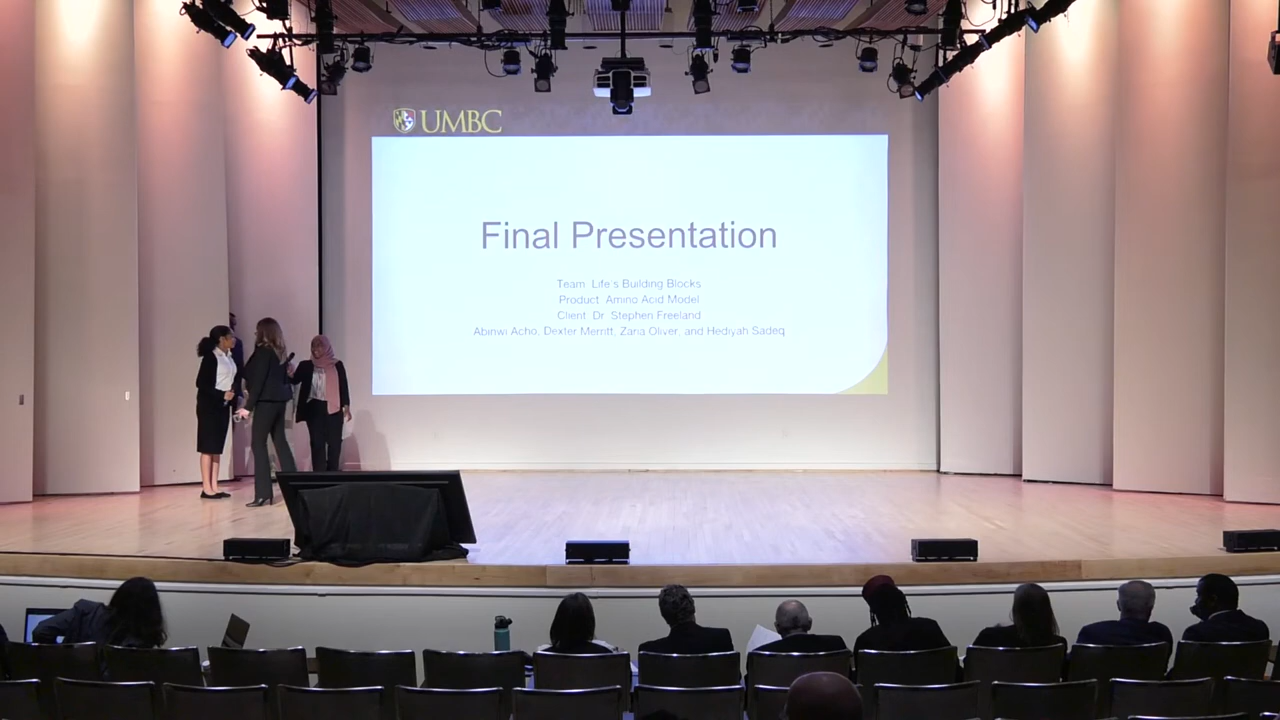 UMBC
Final Presentation
Team: Life's Building Blocks
Product: Amino Acid Model
Client: Dr. Stephen Freeland
Abinwi Acho, Dexter Merritt, Zaria Oliver, and Hediyah Sadeq